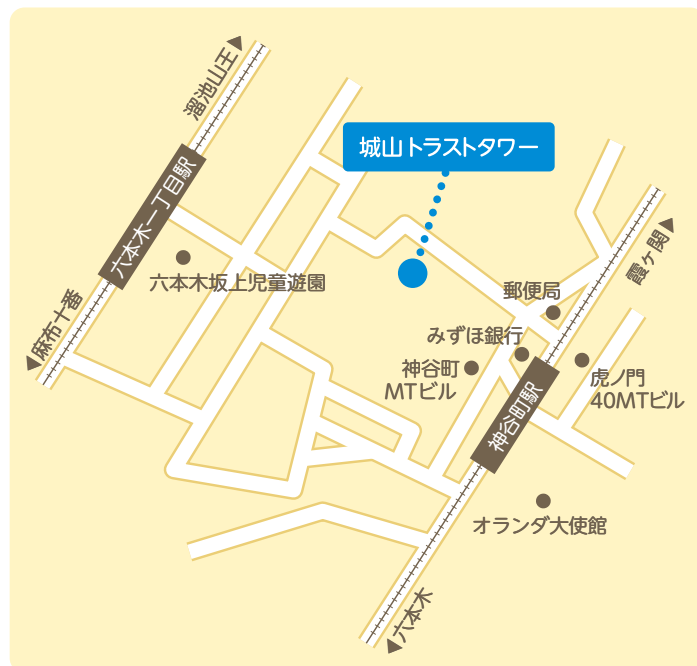 溜池山王
城山トラストタワー
六本木一丁目駅
霞ヶ関
六本木坂上児童遊園
郵便局
麻布十番
みずほ銀行
神谷町
MTビル
虎ノ門
40MTビル
神谷町駅
オランダ大使館
六本木